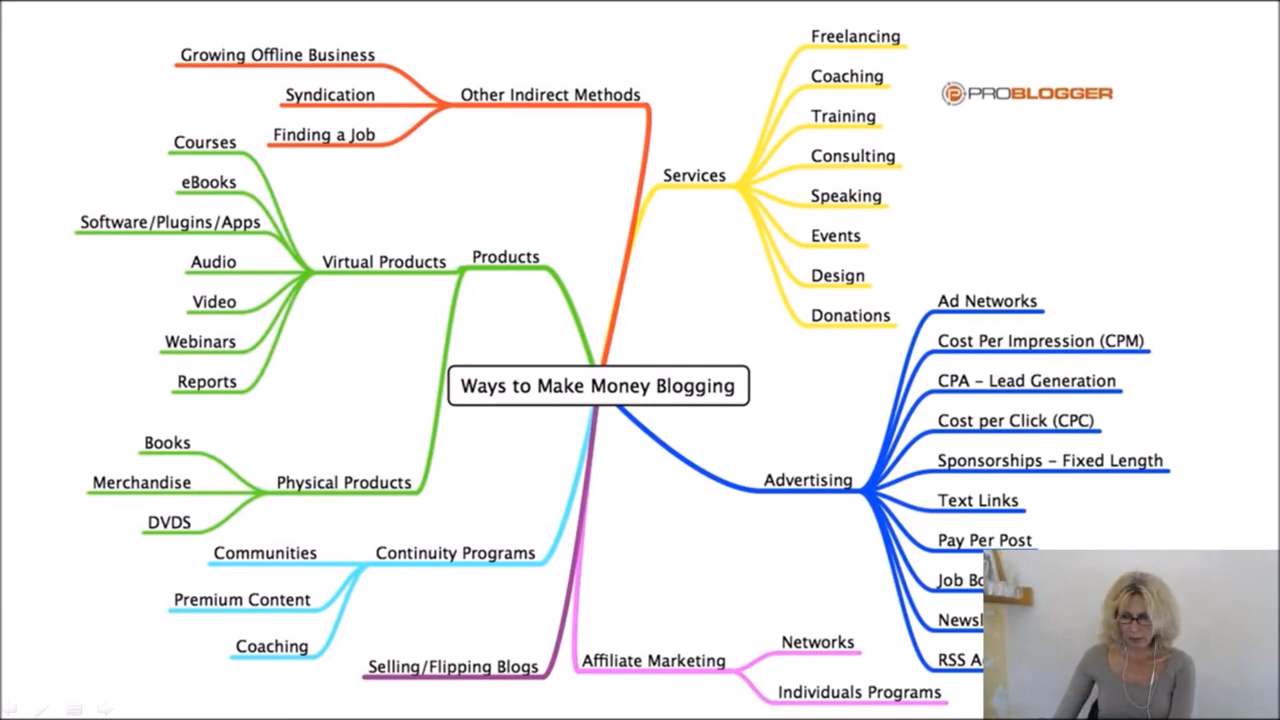 Growing Offline Business
Syndication
Finding a Job
Other Indirect Methods
Freelancing
Coaching
Training
Consulting
Speaking
Events
Design
Donations
Services
PROBLOGGER
Courses
eBooks
Software/Plugins/Apps
Audio
Video
Webinars
Reports
Virtual Products
Products
Books
Merchandise
DVDS
Physical Products
Ways to Make Money Blogging
Advertising
Ad Networks
Cost Per Impression (CPM)
CPA – Lead Generation
Cost per Click (CPC)
Sponsorships – Fixed Length
Text Links
Pay Per Post
Job
RSS
Communities
Premium Content
Coaching
Continuity Programs
Selling/Flipping Blogs
Affiliate Marketing
Networks
Individuals Programs